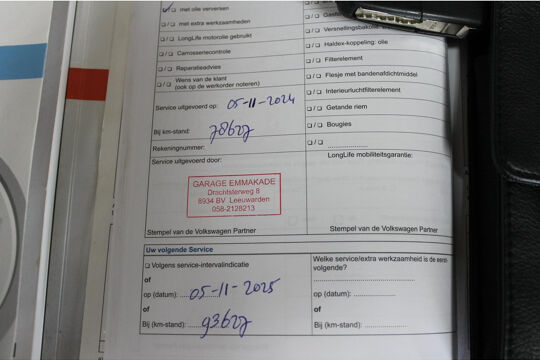 ☑/❑ met olie verversen
❑/❑ met extra werkzaamheden
❑/❑ LongLife motorolie gebruikt
❑/❑ Carrosseriecontrole
❑/❑ Reparatieadvies
❑/❑ Wens van de klant
(ook op de werkorder noteren)
Service uitgevoerd op: 05-11-2024
Bij km-stand: 78627
Rekeningnummer:
Service uitgevoerd door:
GARAGE EMMAKADE
Drachtsterweg 8
8934 BV Leeuwarden
058-2128213
Stempel van de Volkswagen Partner
❑/❑ Versnellingsbakolie:
❑/❑ Haldex-koppeling: olie
❑/❑ Filterelement
❑/❑ Flesje met bandenafdichtmiddel
❑/❑ Interieurluchtfilterelement
❑/❑ Getande riem
❑/❑ Bougies
❑/❑ ....................
LongLife mobiliteitsgarantie:
Stempel van de Volkswagen Partner
Uw volgende Service
❑ Volgens service-intervalindicatie
of
op (datum): 05-11-2025
of
Bij (km-stand): 93627
Welke service/extra werkzaamheid is de eerst-
volgende?
op (datum): ....................
of
Bij (km-stand): ....................